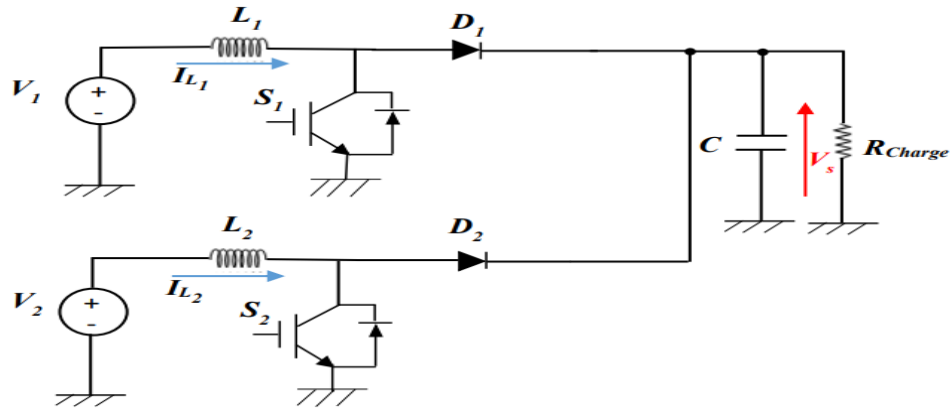 L1
D1
V1
+
-
IL1
S1
C
Vs
RCharge
L2
D2
V2
+
-
IL2
S2